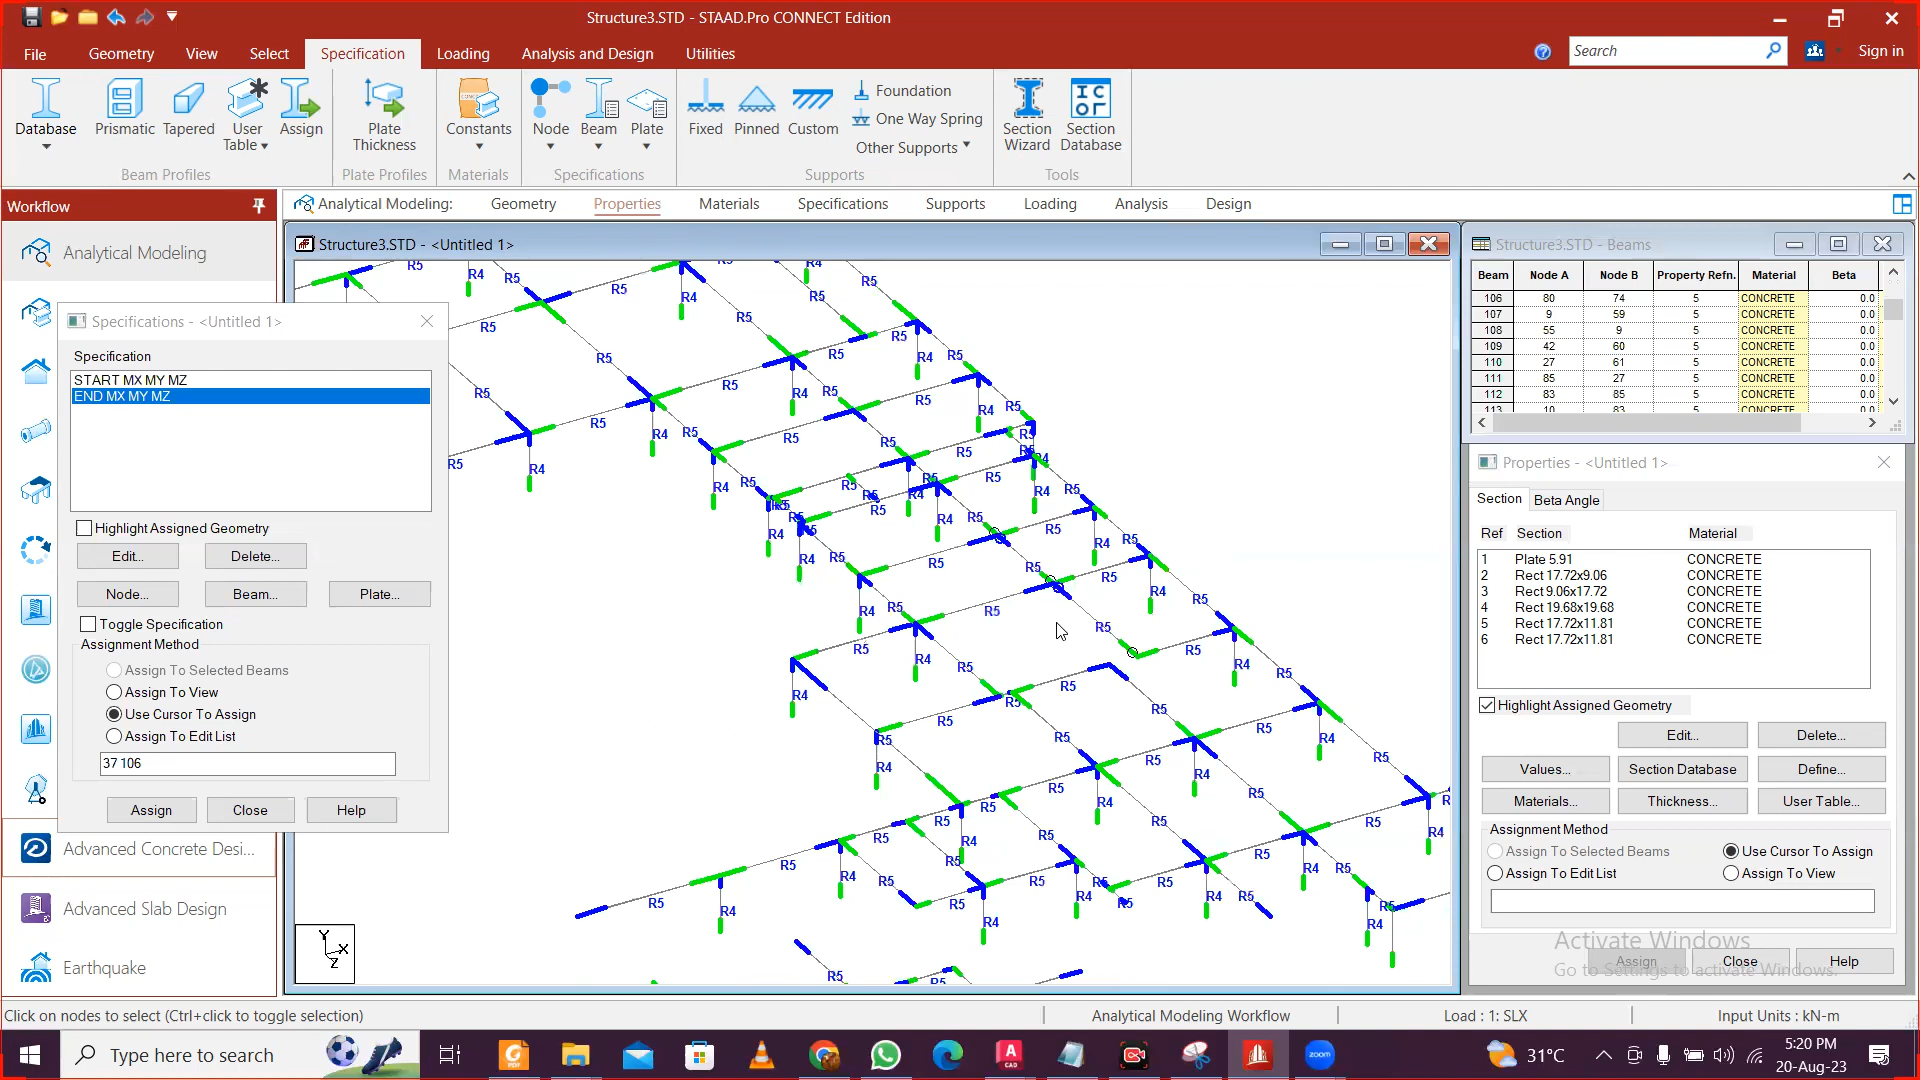 Structure3.STD - STAAD.Pro CONNECT Edition
File
Geometry
View
Select
Specification
Loading
Analysis and Design
Utilities
Search
Sign in
Database
Prismatic
Tapered
User Table
Assign
Beam Profiles
Plate Thickness
Plate Profiles
Constants
Materials
Node
Beam
Plate
Specifications
Fixed
Pinned
Custom
Foundation
One Way Spring
Other Supports
Supports
Section Wizard
Section Database
Tools
Workflow
Analytical Modeling:
Geometry
Properties
Materials
Specifications
Supports
Loading
Analysis
Design
Analytical Modeling
Advanced Concrete Desi...
Advanced Slab Design
Earthquake
Specifications - <Untitled 1>
Specification
START MX MY MZ
END MX MY MZ
Highlight Assigned Geometry
Edit...
Delete...
Node...
Beam...
Plate...
Toggle Specification
Assignment Method
Assign To Selected Beams
Assign To View
Use Cursor To Assign
Assign To Edit List
37 106
Assign
Close
Help
Structure3.STD - <Untitled 1>
Structure3.STD - Beams
Beam Node A Node B Property Refn. Material Beta
106 80 74 5 CONCRETE 0.0
107 9 59 5 CONCRETE 0.0
108 55 9 5 CONCRETE 0.0
109 42 60 5 CONCRETE 0.0
110 27 61 5 CONCRETE 0.0
111 85 27 5 CONCRETE 0.0
112 83 85 5 CONCRETE 0.0
113 10 83 5 CONCRETE 0.0
Properties - <Untitled 1>
Section
Beta Angle
Ref Section Material
1 Plate 5.91 CONCRETE
2 Rect 17.72x9.06 CONCRETE
3 Rect 9.06x17.72 CONCRETE
4 Rect 19.68x19.68 CONCRETE
5 Rect 17.72x11.81 CONCRETE
6 Rect 17.72x11.81 CONCRETE
Highlight Assigned Geometry
Edit...
Delete...
Values...
Section Database
Define...
Materials...
Thickness...
User Table...
Assignment Method
Assign To Selected Beams
Use Cursor To Assign
Assign To Edit List
Assign To View
Activate Windows
Go to Settings to activate Windows.
Assign
Close
Help
Click on nodes to select (Ctrl+click to toggle selection)
Analytical Modeling Workflow
Load : 1: SLX
Input Units : kN-m
Type here to search
zoom
31°C
5:20 PM
20-Aug-23